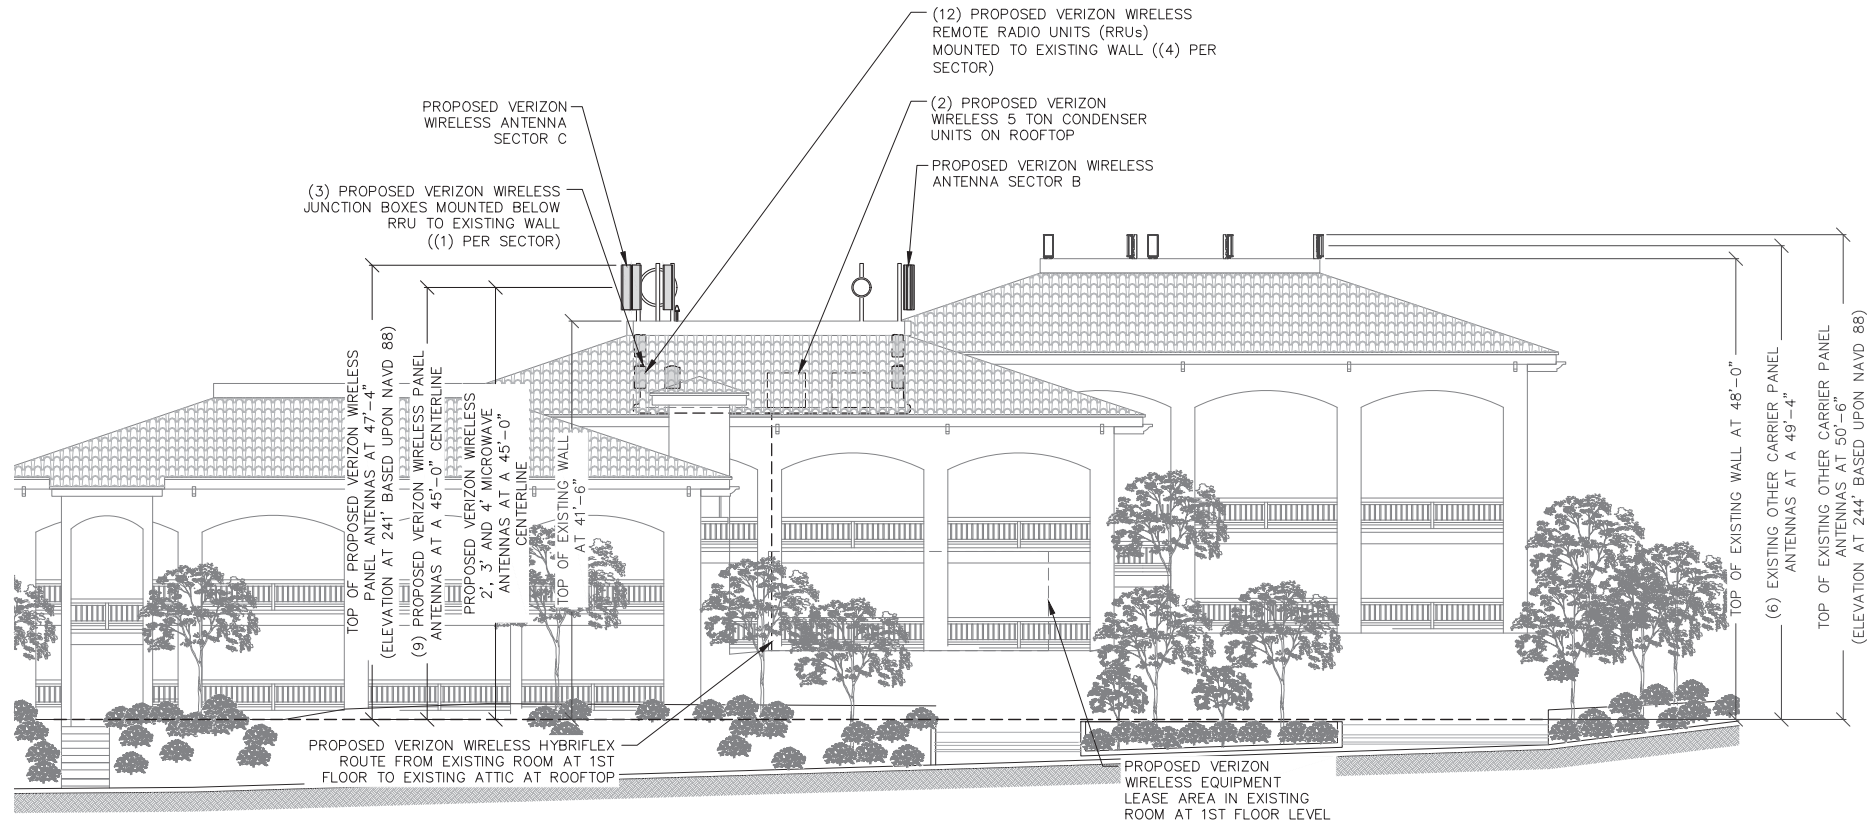 (12) PROPOSED VERIZON WIRELESS
REMOTE RADIO UNITS (RRUs)
MOUNTED TO EXISTING WALL ((4) PER
SECTOR)
PROPOSED VERIZON
WIRELESS ANTENNA
SECTOR C
(2) PROPOSED VERIZON
WIRELESS 5 TON CONDENSER
UNITS ON ROOFTOP
PROPOSED VERIZON WIRELESS
ANTENNA SECTOR B
(3) PROPOSED VERIZON WIRELESS
JUNCTION BOXES MOUNTED BELOW
RRU TO EXISTING WALL
((1) PER SECTOR)
TOP OF PROPOSED VERIZON WIRELESS
PANEL ANTENNAS AT 47'-4"
(ELEVATION AT 241' BASED UPON NAVD 88)
(9) PROPOSED VERIZON WIRELESS PANEL
ANTENNAS AT A 45'-0" CENTERLINE
PROPOSED VERIZON WIRELESS
2', 3' AND 4' MICROWAVE
ANTENNAS AT A 45'-0"
CENTERLINE
TOP OF EXISTING WALL
AT 41'-6"
TOP OF EXISTING WALL AT 48'-0"
(6) EXISTING OTHER CARRIER PANEL
ANTENNAS AT A 49'-4"
TOP OF EXISTING OTHER CARRIER PANEL
ANTENNAS AT 50'-6"
(ELEVATION AT 244' BASED UPON NAVD 88)
PROPOSED VERIZON WIRELESS HYBRIFLEX
ROUTE FROM EXISTING ROOM AT 1ST
FLOOR TO EXISTING ATTIC AT ROOFTOP
PROPOSED VERIZON
WIRELESS EQUIPMENT
LEASE AREA IN EXISTING
ROOM AT 1ST FLOOR LEVEL